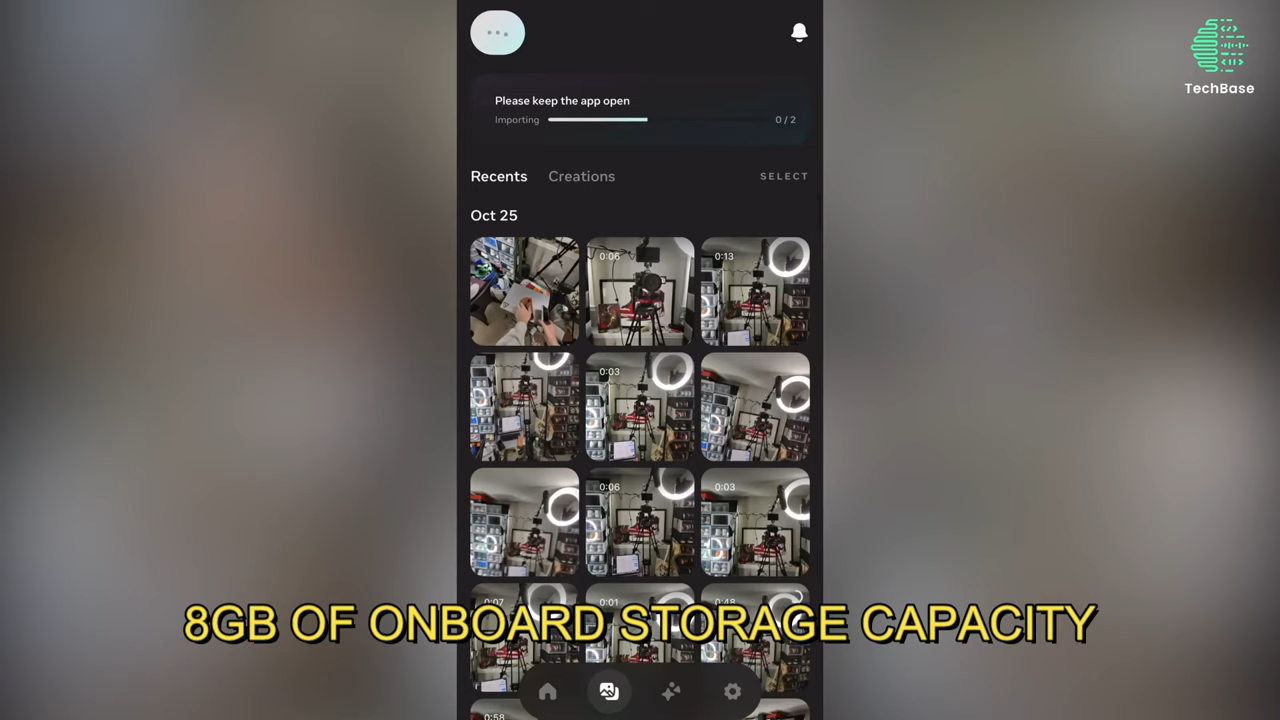 TechBase
Please keep the app open
Importing 0 / 2
Recents Creations SELECT
Oct 25
0:06 0:13
0:03
0:06 0:03
0:07 0:01 0:48
8GB OF ONBOARD STORAGE CAPACITY
0:58